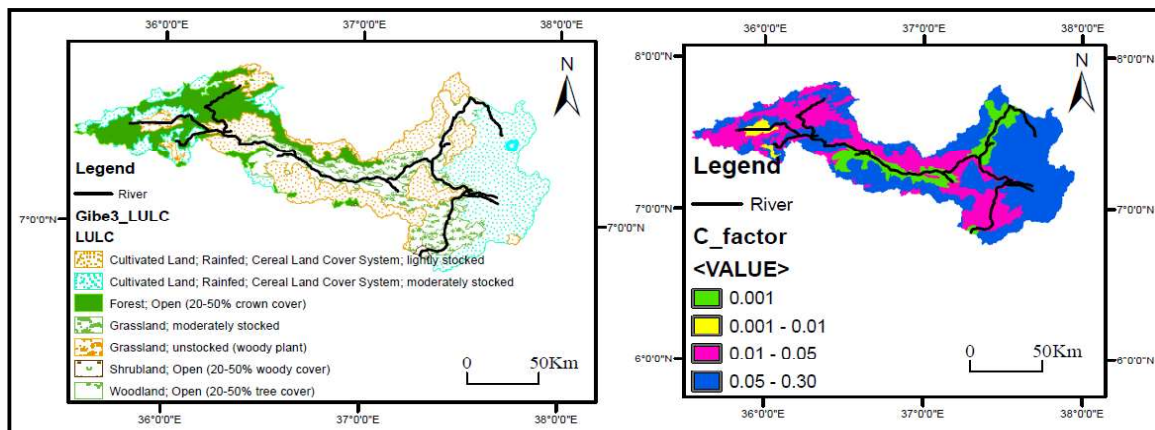 36°0'0"E 37°0'0"E 38°0'0"E
N
7°0'0"N
7°0'0"N
Legend
River
Gibe3_LULC
LULC
Cultivated Land; Rainfed; Cereal Land Cover System; lightly stocked
Cultivated Land; Rainfed; Cereal Land Cover System; moderately stocked
Forest; Open (20-50% crown cover)
Grassland; moderately stocked
Grassland; unstocked (woody plant)
Shrubland; Open (20-50% woody cover)
Woodland; Open (20-50% tree cover)
0 50Km
36°0'0"E 37°0'0"E 38°0'0"E
36°0'0"E 37°0'0"E 38°0'0"E
8°0'0"N
8°0'0"N
N
7°0'0"N
7°0'0"N
6°0'0"N
6°0'0"N
Legend
River
C_factor
<VALUE>
0.001
0.001 - 0.01
0.01 - 0.05
0.05 - 0.30
0 50Km
36°0'0"E 37°0'0"E 38°0'0"E